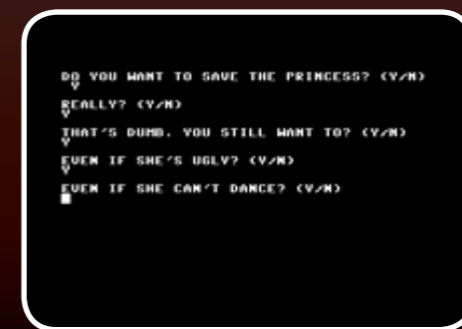 DO YOU WANT TO SAVE THE PRINCESS? (Y/N)
Y
REALLY? (Y/N)
Y
THAT'S DUMB. YOU STILL WANT TO? (Y/N)
Y
EVEN IF SHE'S UGLY? (Y/N)
Y
EVEN IF SHE CAN'T DANCE? (Y/N)